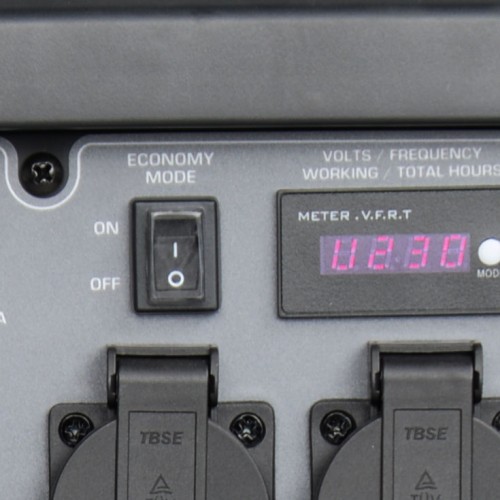 ECONOMY
MODE
VOLTS / FREQUENCY
WORKING / TOTAL HOURS
ON
OFF
I
O
METER . V.F.R.T
U230
A
TBSE
TBSE